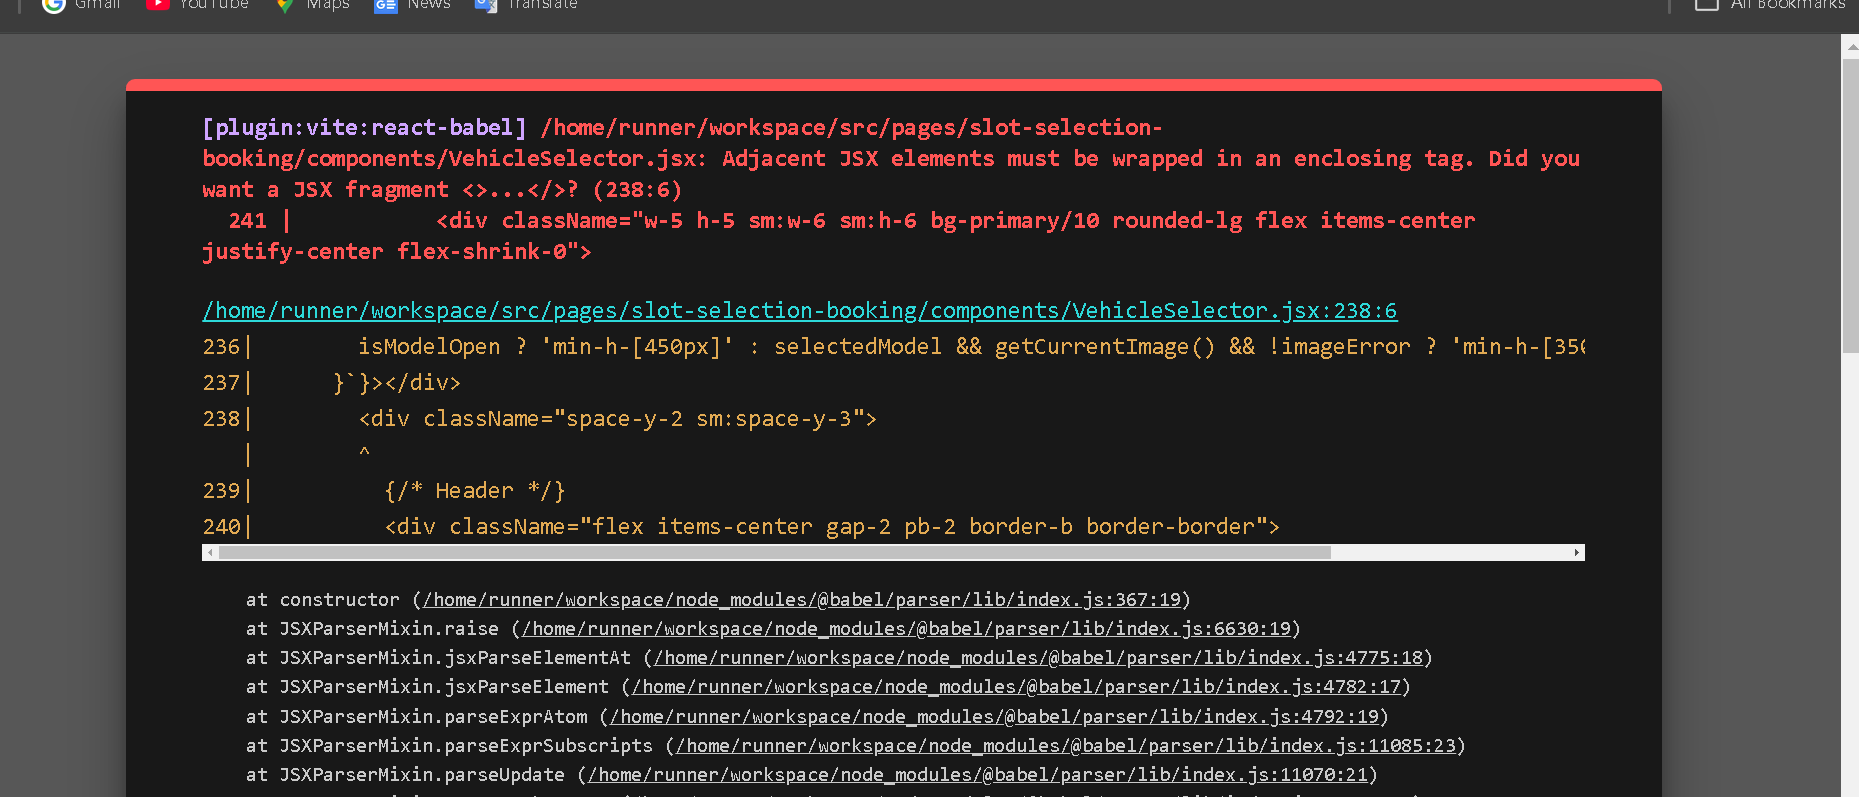 Gmail YouTube Maps News Translate All Bookmarks
[plugin:vite:react-babel] /home/runner/workspace/src/pages/slot-selection-
booking/components/VehicleSelector.jsx: Adjacent JSX elements must be wrapped in an enclosing tag. Did you
want a JSX fragment <>...</>? (238:6)
241 | <div className="w-5 h-5 sm:w-6 sm:h-6 bg-primary/10 rounded-lg flex items-center
justify-center flex-shrink-0">
/home/runner/workspace/src/pages/slot-selection-booking/components/VehicleSelector.jsx:238:6
236| isModelOpen ? 'min-h-[450px]' : selectedModel && getCurrentImage() && !imageError ? 'min-h-[350
237| }`}></div>
238| <div className="space-y-2 sm:space-y-3">
| ^
239| {/* Header */}
240| <div className="flex items-center gap-2 pb-2 border-b border-border">
at constructor (/home/runner/workspace/node_modules/@babel/parser/lib/index.js:367:19)
at JSXParserMixin.raise (/home/runner/workspace/node_modules/@babel/parser/lib/index.js:6630:19)
at JSXParserMixin.jsxParseElementAt (/home/runner/workspace/node_modules/@babel/parser/lib/index.js:4775:18)
at JSXParserMixin.jsxParseElement (/home/runner/workspace/node_modules/@babel/parser/lib/index.js:4782:17)
at JSXParserMixin.parseExprAtom (/home/runner/workspace/node_modules/@babel/parser/lib/index.js:4792:19)
at JSXParserMixin.parseExprSubscripts (/home/runner/workspace/node_modules/@babel/parser/lib/index.js:11085:23)
at JSXParserMixin.parseUpdate (/home/runner/workspace/node_modules/@babel/parser/lib/index.js:11070:21)